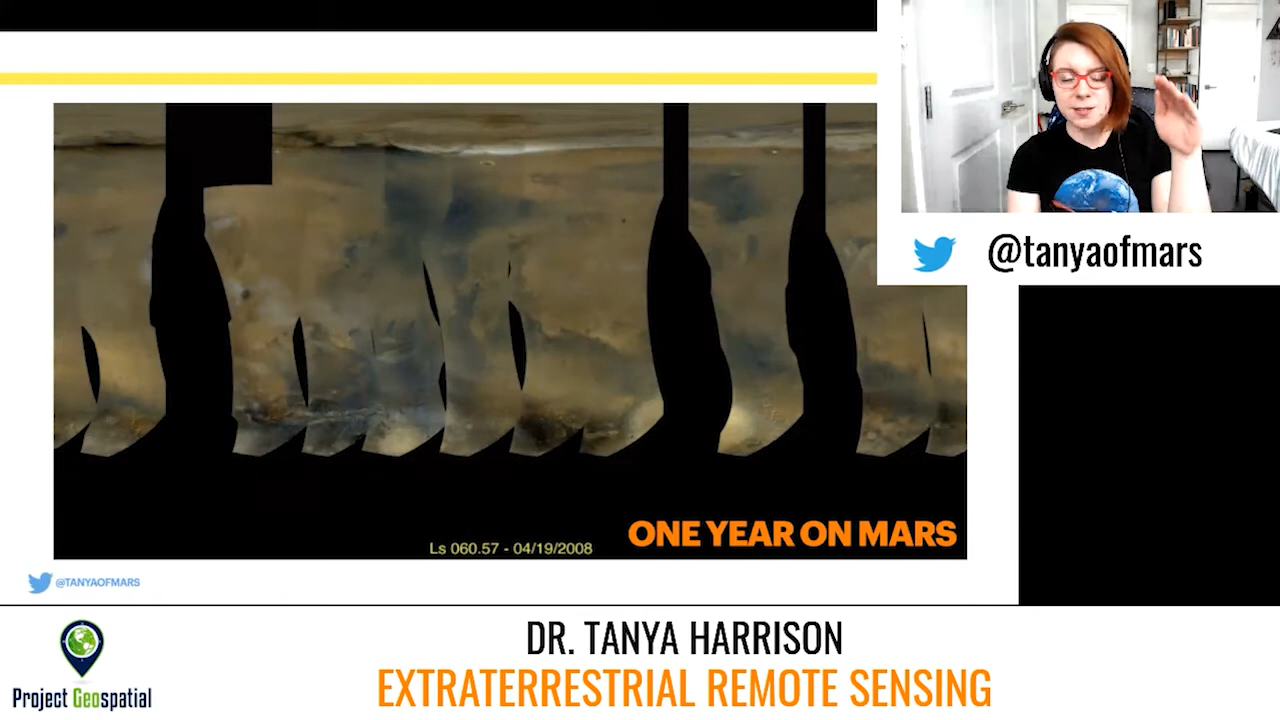 @tanyaofmars
ONE YEAR ON MARS
Ls 060.57 - 04/19/2008
@TANYAOFMARS
DR. TANYA HARRISON
EXTRATERRESTRIAL REMOTE SENSING
Project Geospatial